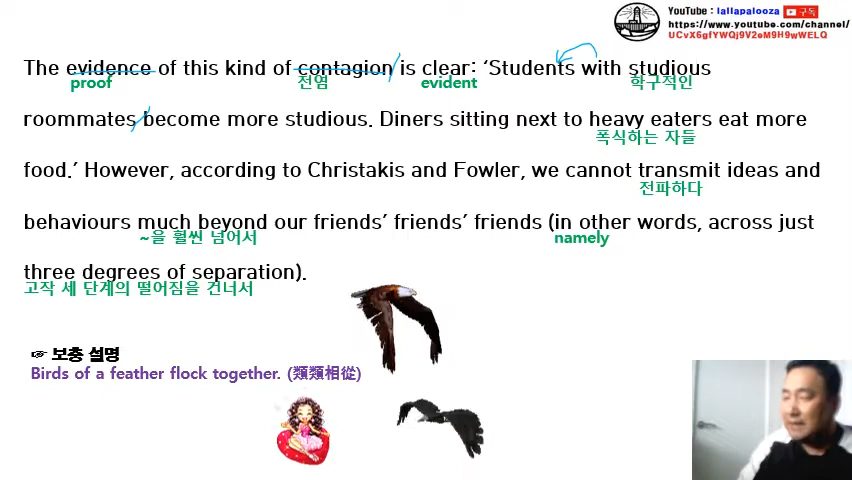 YouTube : lallapalooza 구독
https://www.youtube.com/channel/
UCvX6gfYWQj9V2eM9H9wWELQ
The evidence of this kind of contagion is clear: ‘Students with studious
proof 전염 evident 학구적인
roommates become more studious. Diners sitting next to heavy eaters eat more
폭식하는 자들
food.’ However, according to Christakis and Fowler, we cannot transmit ideas and
전파하다
behaviours much beyond our friends’ friends’ friends (in other words, across just
~을 훨씬 넘어서 namely
three degrees of separation).
고작 세 단계의 떨어짐을 건너서
☞ 보충 설명
Birds of a feather flock together. (類類相從)